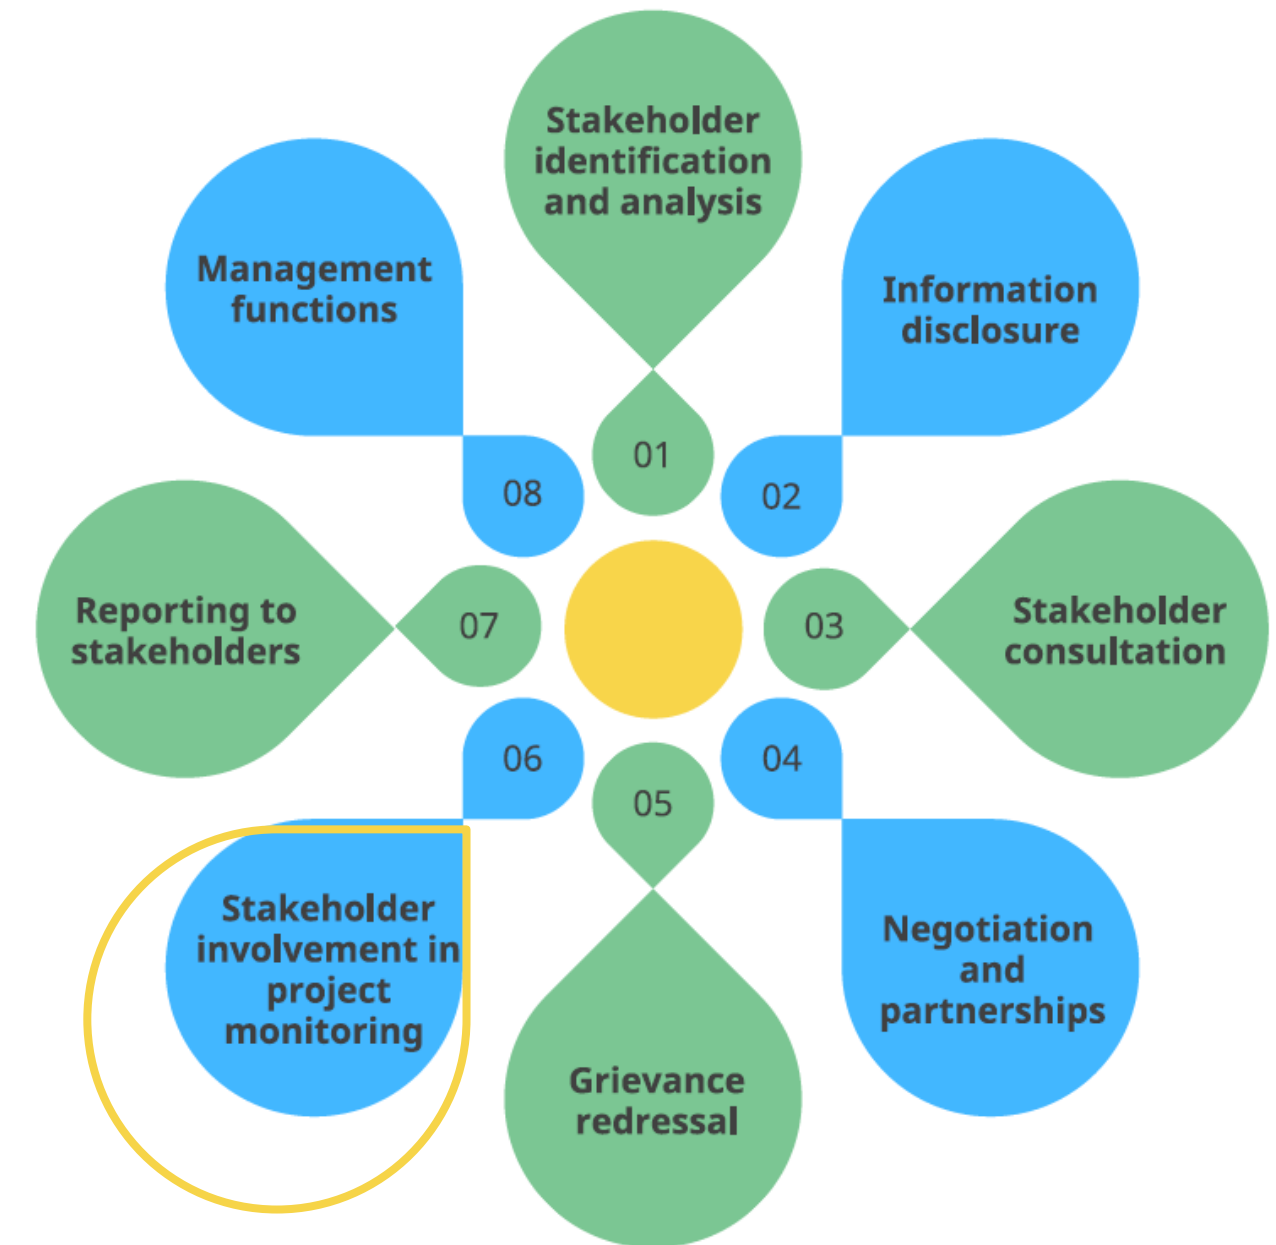 Stakeholder
identification
and analysis
01
Information
disclosure
02
Stakeholder
consultation
03
Negotiation
and
partnerships
04
Grievance
redressal
05
Stakeholder
involvement in
project
monitoring
06
Reporting to
stakeholders
07
Management
functions
08